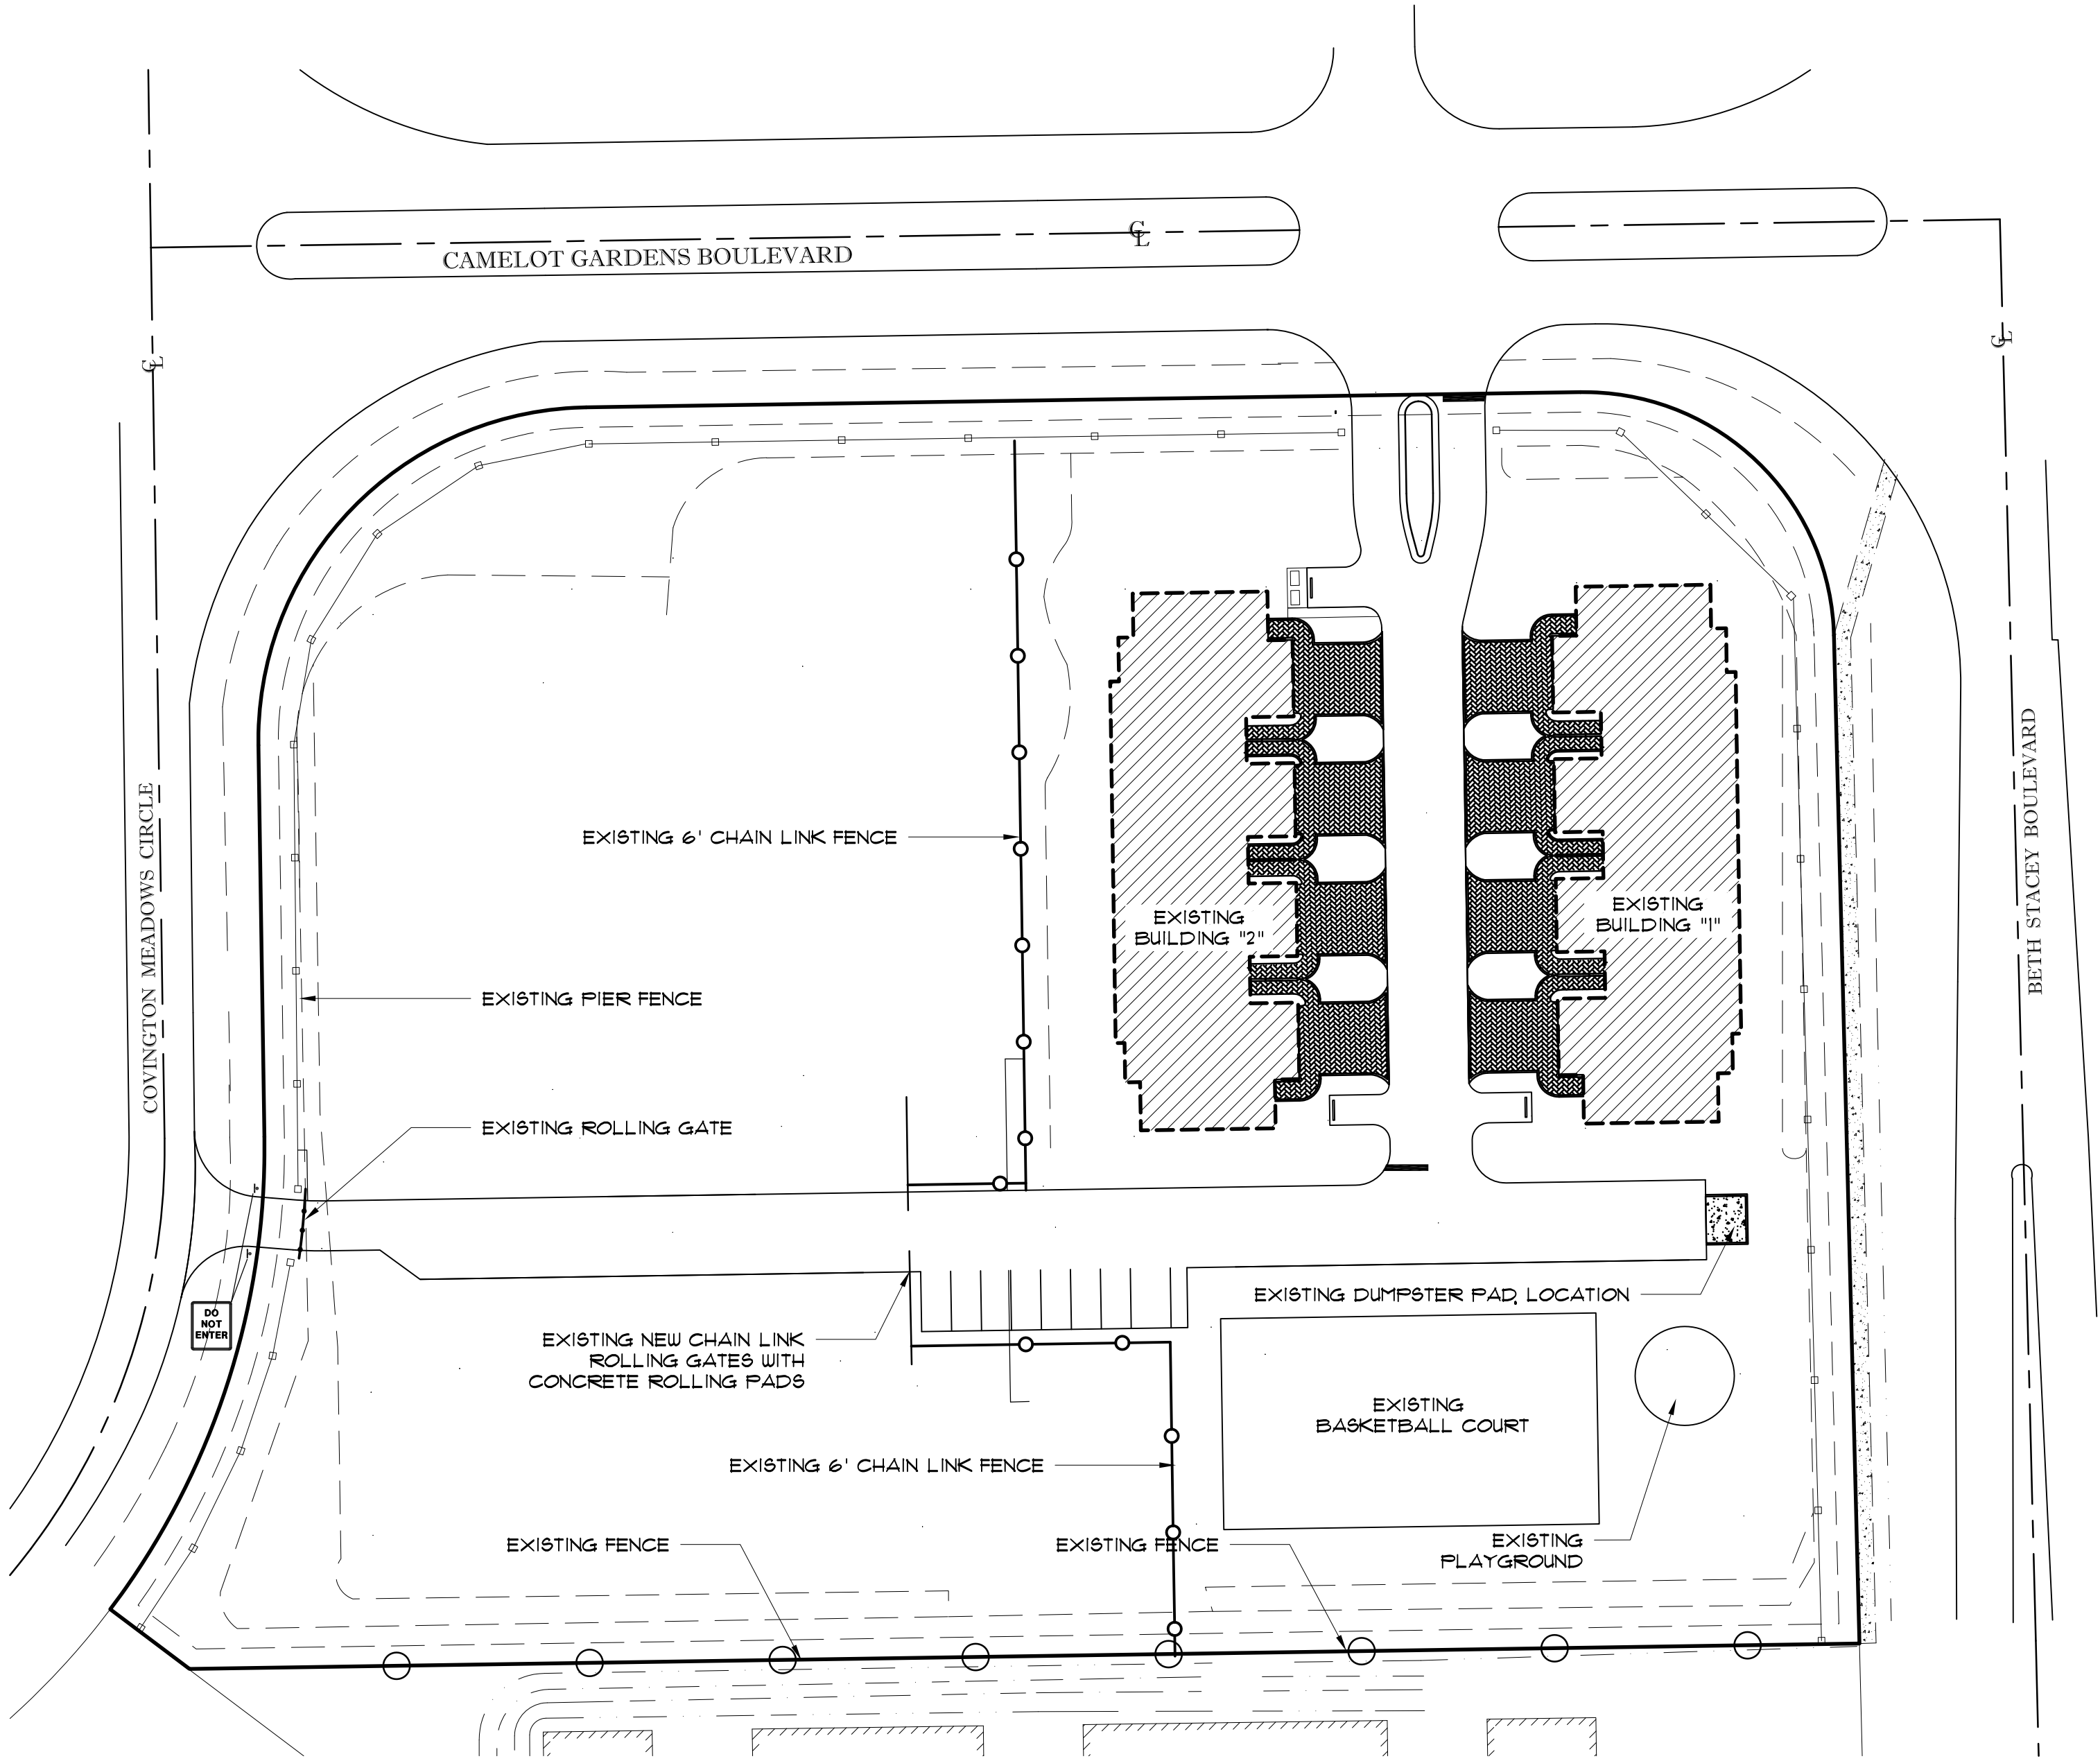 CAMELOT GARDENS BOULEVARD
COVINGTON MEADOWS CIRCLE
BETH STACEY BOULEVARD
EXISTING 6' CHAIN LINK FENCE
EXISTING
BUILDING "2"
EXISTING
BUILDING "1"
EXISTING PIER FENCE
EXISTING ROLLING GATE
DO
NOT
ENTER
EXISTING DUMPSTER PAD LOCATION
EXISTING NEW CHAIN LINK
ROLLING GATES WITH
CONCRETE ROLLING PADS
EXISTING
BASKETBALL COURT
EXISTING 6' CHAIN LINK FENCE
EXISTING FENCE
EXISTING FENCE
EXISTING
PLAYGROUND